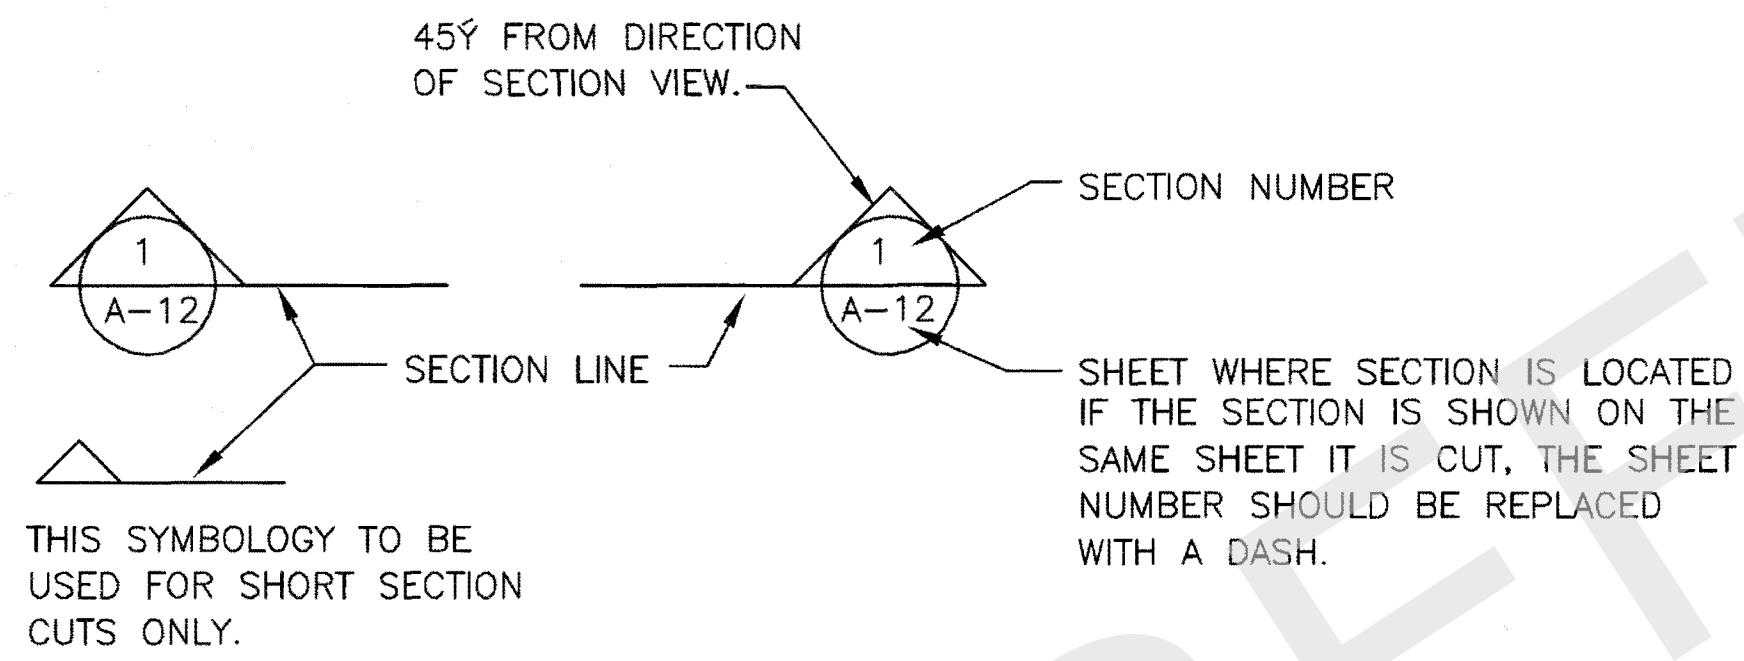 45Ý FROM DIRECTION
OF SECTION VIEW.
SECTION NUMBER
1
A-12
1
A-12
SECTION LINE
SHEET WHERE SECTION IS LOCATED
IF THE SECTION IS SHOWN ON THE
SAME SHEET IT IS CUT, THE SHEET
NUMBER SHOULD BE REPLACED
WITH A DASH.
THIS SYMBOLOGY TO BE
USED FOR SHORT SECTION
CUTS ONLY.